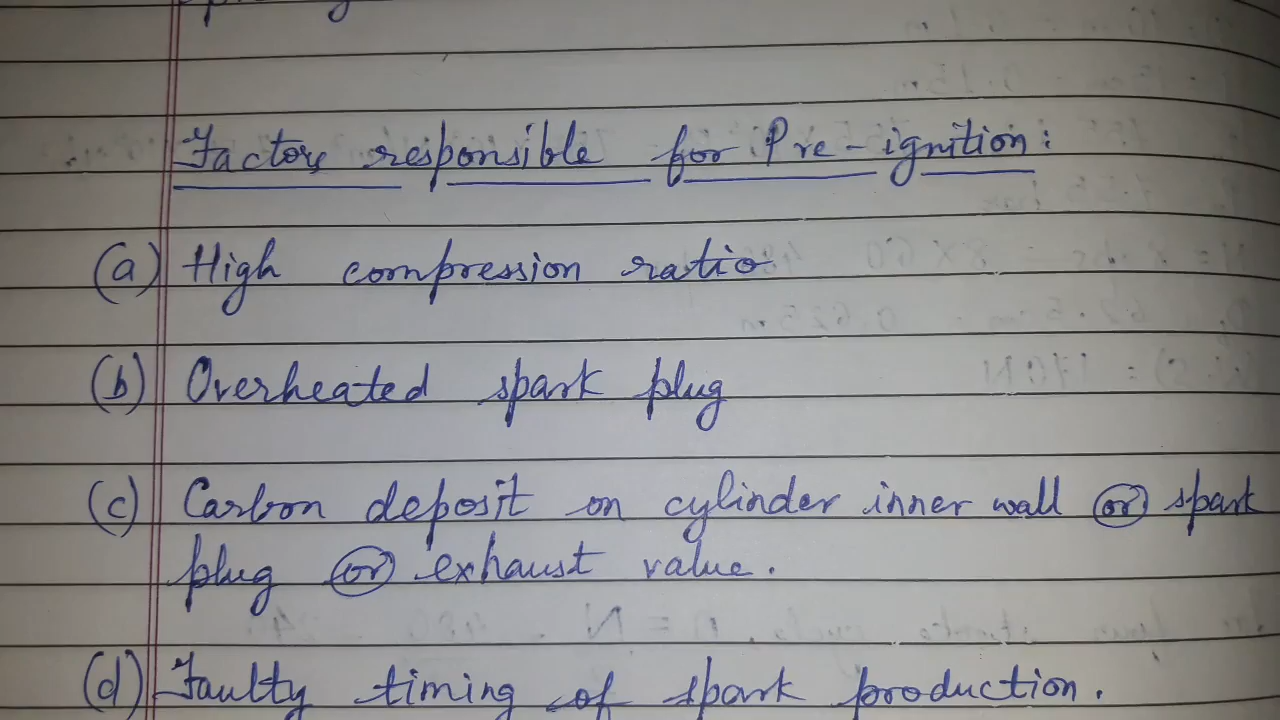 Factors responsible for Pre-ignition:
(a) High compression ratio
(b) Overheated spark plug
(c) Carbon deposit on cylinder inner wall or spark
plug or exhaust value.
(d) Faulty timing of spark production.